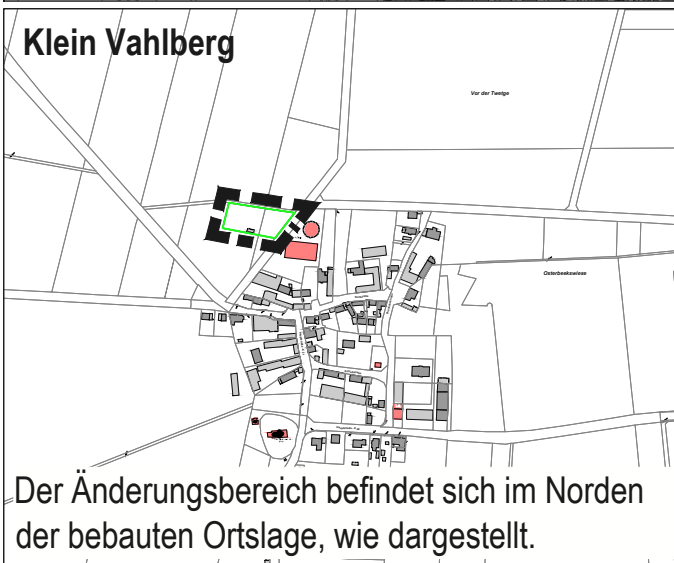 Klein Vahlberg
Vor der Twetge
Osterbeekswiese
Der Änderungsbereich befindet sich im Norden
der bebauten Ortslage, wie dargestellt.